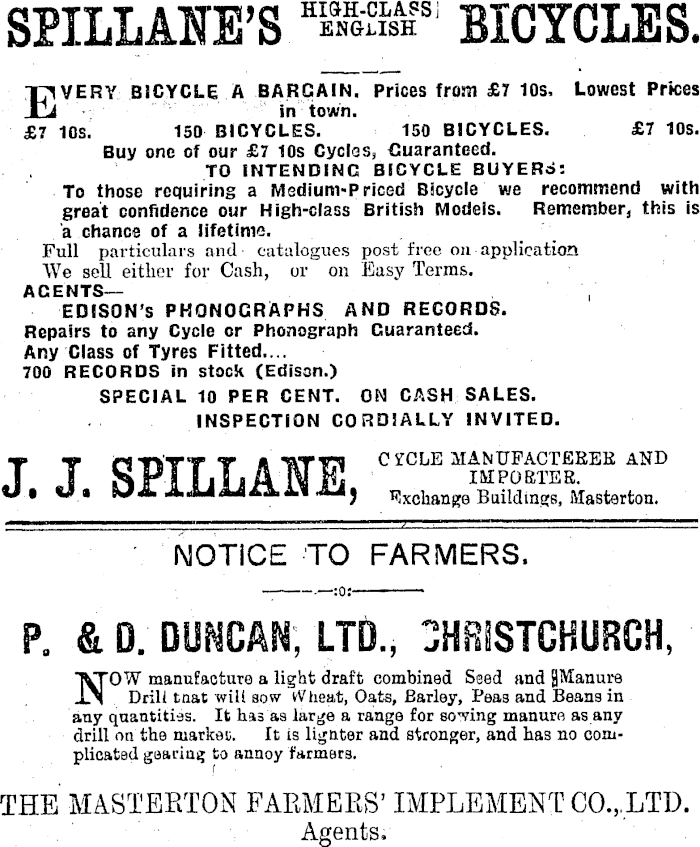 SPILLANE'S HIGH-CLASS ENGLISH BICYCLES.
EVERY BICYCLE A BARGAIN. Prices from £7 10s. Lowest Prices
in town.
£7 10s. 150 BICYCLES. 150 BICYCLES. £7 10s.
Buy one of our £7 10s Cycles, Guaranteed.
TO INTENDING BICYCLE BUYERS:
To those requiring a Medium-Priced Bicycle we recommend with
great confidence our High-class British Models. Remember, this is
a chance of a lifetime.
Full particulars and catalogues post free on application
We sell either for Cash, or on Easy Terms.
AGENTS—
EDISON'S PHONOGRAPHS AND RECORDS.
Repairs to any Cycle or Phonograph Guaranteed.
Any Class of Tyres Fitted....
700 RECORDS in stock (Edison.)
SPECIAL 10 PER CENT. ON CASH SALES.
INSPECTION CORDIALLY INVITED.
J. J. SPILLANE, CYCLE MANUFACTERER AND
IMPORTER.
Exchange Buildings, Masterton.
NOTICE TO FARMERS.
—:o:—
P. & D. DUNCAN, LTD., CHRISTCHURCH,
NOW manufacture a light draft combined Seed and Manure
Drill that will sow Wheat, Oats, Barley, Peas and Beans in
any quantities. It has as large a range for sowing manure as any
drill on the market. It is lighter and stronger, and has no com-
plicated gearing to annoy farmers.
THE MASTERTON FARMERS' IMPLEMENT CO., LTD.
Agents.